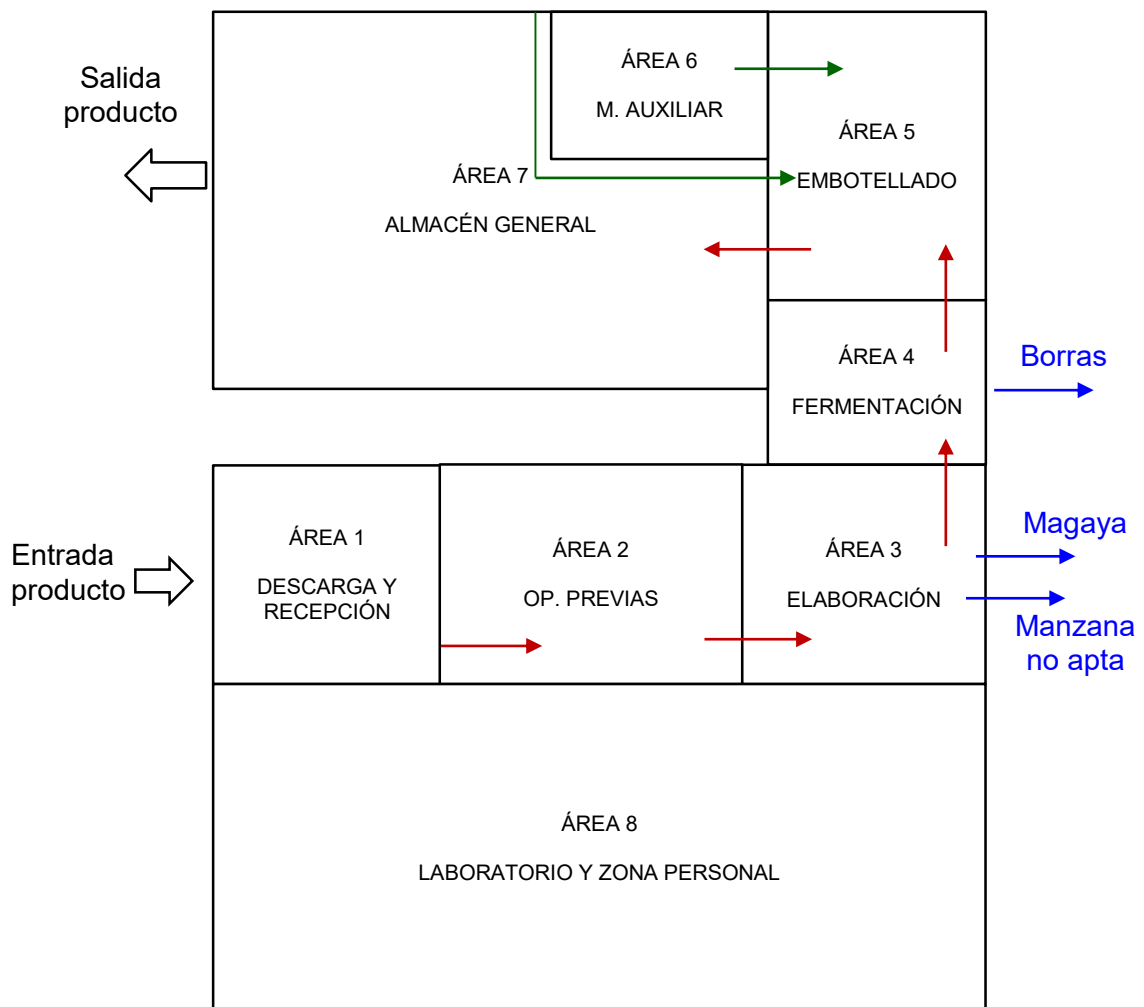 Salida
producto
ÁREA 6
M. AUXILIAR
ÁREA 5
EMBOTELLADO
ÁREA 7
ALMACÉN GENERAL
ÁREA 4
FERMENTACIÓN
Borras
Entrada
producto
ÁREA 1
DESCARGA Y
RECEPCIÓN
ÁREA 2
OP. PREVIAS
ÁREA 3
ELABORACIÓN
Magaya
Manzana
no apta
ÁREA 8
LABORATORIO Y ZONA PERSONAL